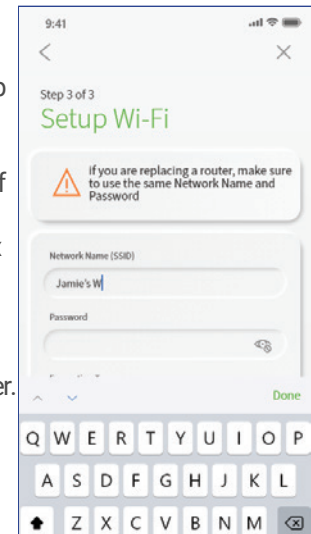 9:41
Step 3 of 3
Setup Wi-Fi
if you are replacing a router, make sure
to use the same Network Name and
Password
Network Name (SSID)
Jamie's W
Password
Done
Q W E R T Y U I O P
A S D F G H J K L
Z X C V B N M